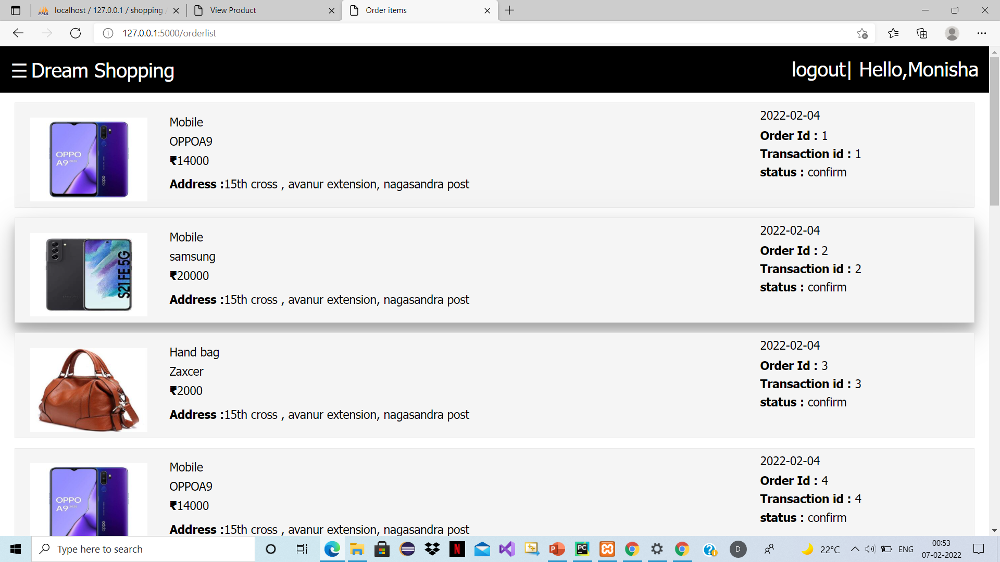 localhost / 127.0.0.1 / shopping
View Product
Order items
127.0.0.1:5000/orderlist
☰ Dream Shopping
logout| Hello,Monisha
OPPO
A9 2020
oppo
Mobile
OPPOA9
₹14000
Address :15th cross , avanur extension, nagasandra post
2022-02-04
Order Id : 1
Transaction id : 1
status : confirm
S21 FE 5G
Mobile
samsung
₹20000
Address :15th cross , avanur extension, nagasandra post
2022-02-04
Order Id : 2
Transaction id : 2
status : confirm
Hand bag
Zaxcer
₹2000
Address :15th cross , avanur extension, nagasandra post
2022-02-04
Order Id : 3
Transaction id : 3
status : confirm
OPPO
A9 2020
oppo
Mobile
OPPOA9
₹14000
Address :15th cross , avanur extension, nagasandra post
2022-02-04
Order Id : 4
Transaction id : 4
status : confirm
Type here to search
22°C
ENG
00:53
07-02-2022